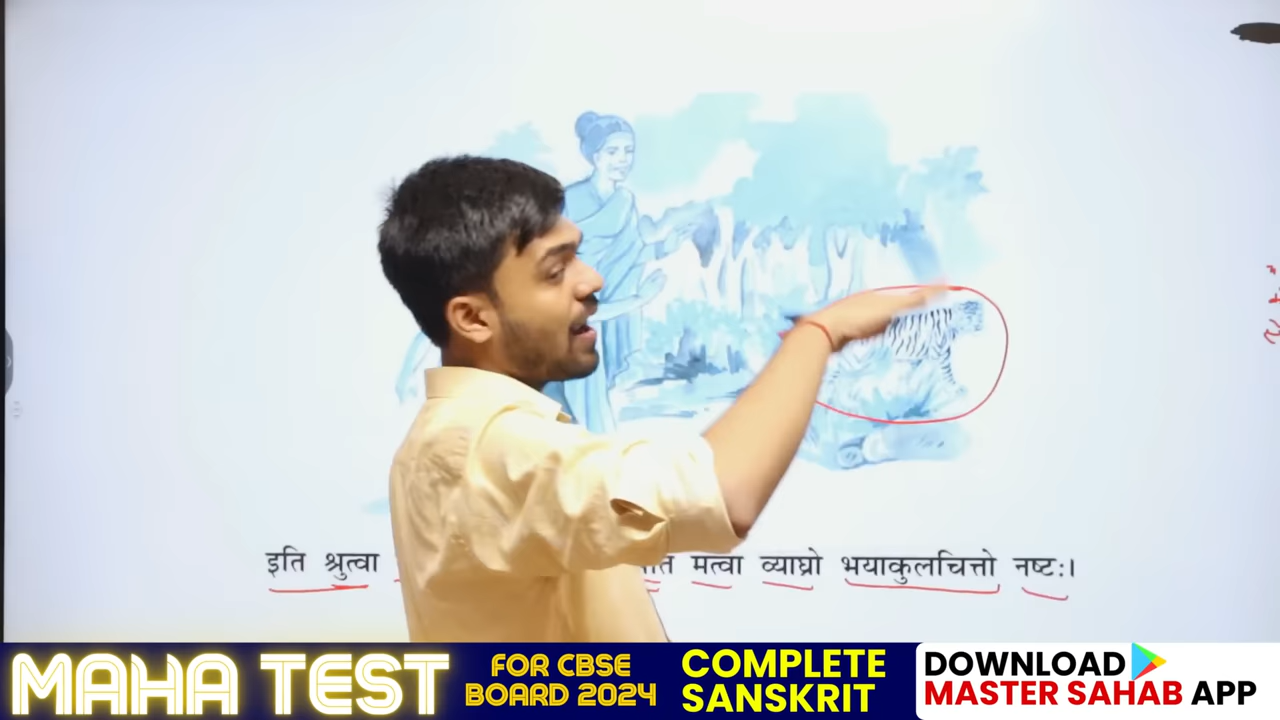 इति श्रुत्वा मत्वा व्याघ्रो भयाकुलचित्तो नष्टः।
MAHA TEST
FOR CBSE
BOARD 2024
COMPLETE
SANSKRIT
DOWNLOAD
MASTER SAHAB APP